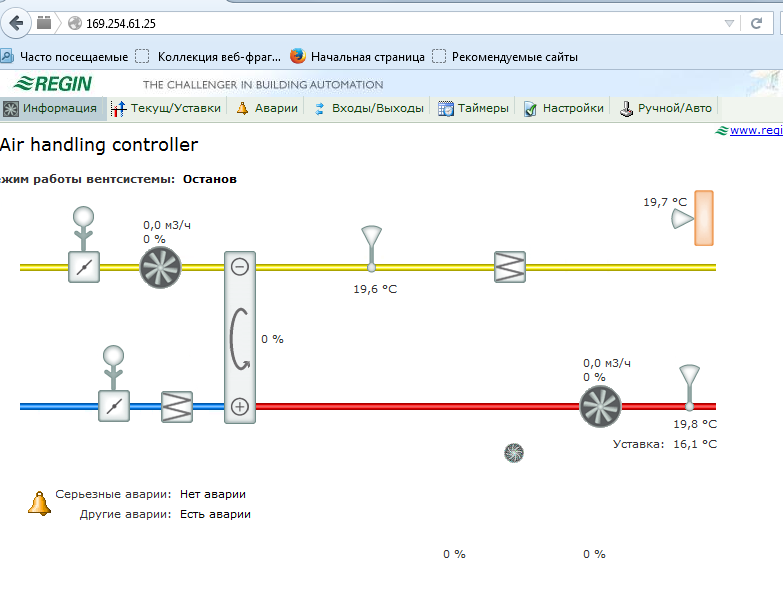 169.254.61.25
Часто посещаемые Коллекция веб-фраг... Начальная страница Рекомендуемые сайты
REGIN THE CHALLENGER IN BUILDING AUTOMATION
Информация Текущ/Уставки Аварии Входы/Выходы Таймеры Настройки Ручной/Авто
www.regi
Air handling controller
жим работы вентсистемы: Останов
19,7 °C
0,0 м3/ч
0 %
19,6 °C
0 %
0,0 м3/ч
0 %
19,8 °C
Уставка: 16,1 °C
Серьезные аварии: Нет аварии
Другие аварии: Есть аварии
0 % 0 %